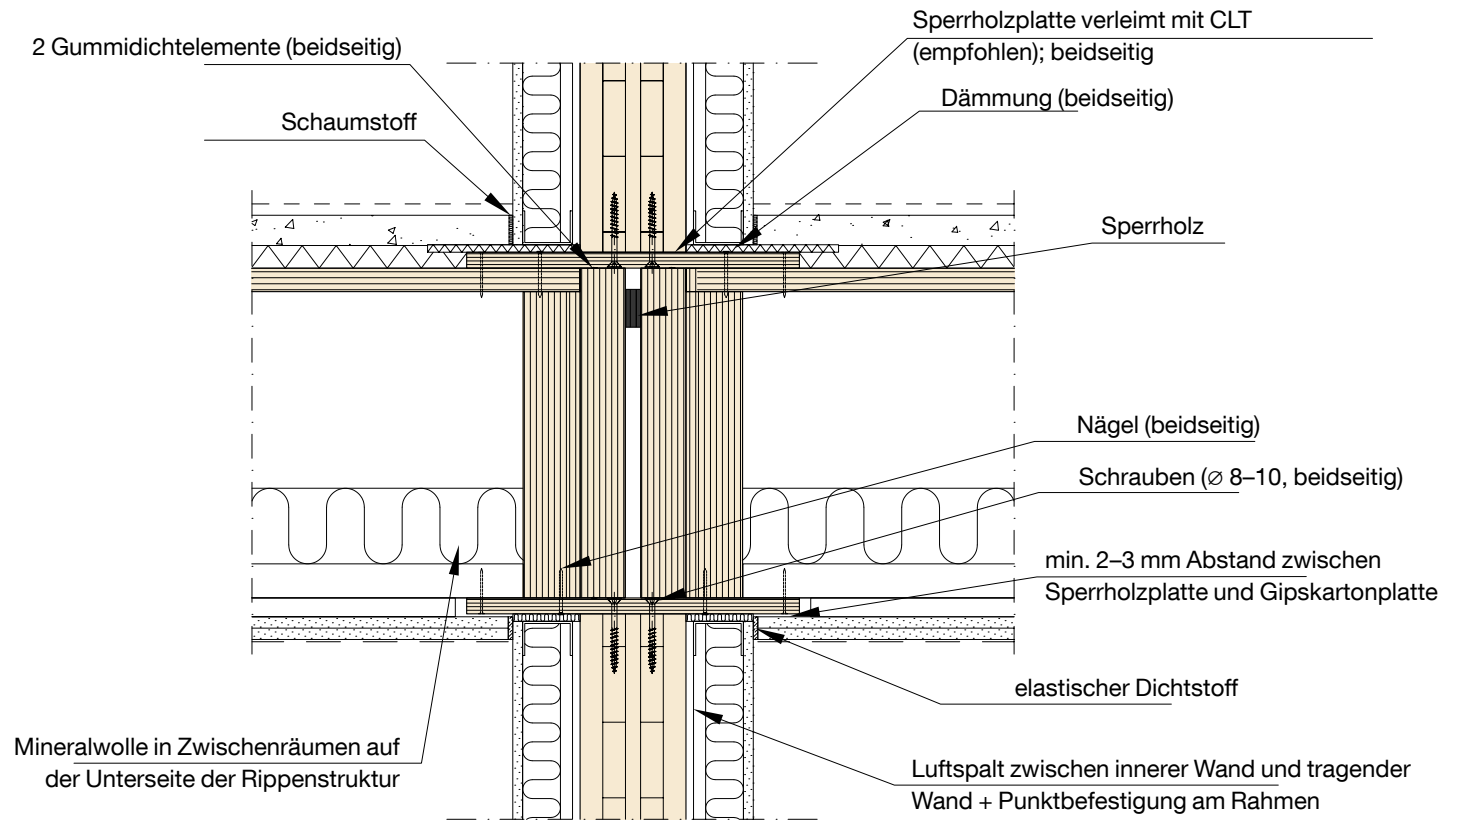 2 Gummidichtelemente (beidseitig)
Schaumstoff
Sperrholzplatte verleimt mit CLT
(empfohlen); beidseitig
Dämmung (beidseitig)
Sperrholz
Nägel (beidseitig)
Schrauben (∅ 8–10, beidseitig)
min. 2–3 mm Abstand zwischen
Sperrholzplatte und Gipskartonplatte
elastischer Dichtstoff
Mineralwolle in Zwischenräumen auf
der Unterseite der Rippenstruktur
Luftspalt zwischen innerer Wand und tragender
Wand + Punktbefestigung am Rahmen